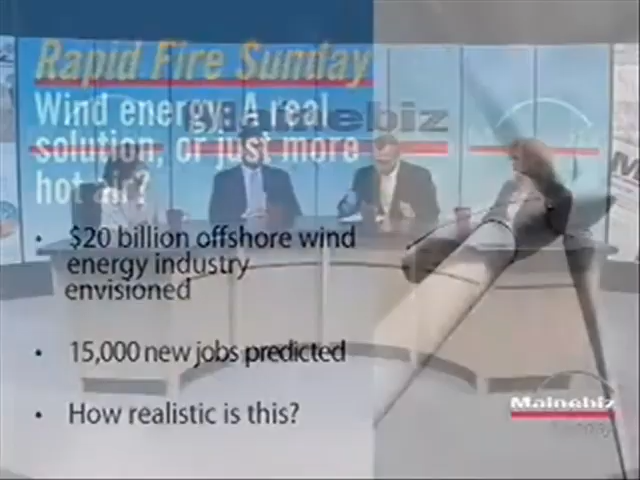 Rapid Fire Sunday
Wind energy: A real
Mainebiz
solution, or just more
hot air?
• $20 billion offshore wind
energy industry
envisioned
• 15,000 new jobs predicted
• How realistic is this?
Mainebiz